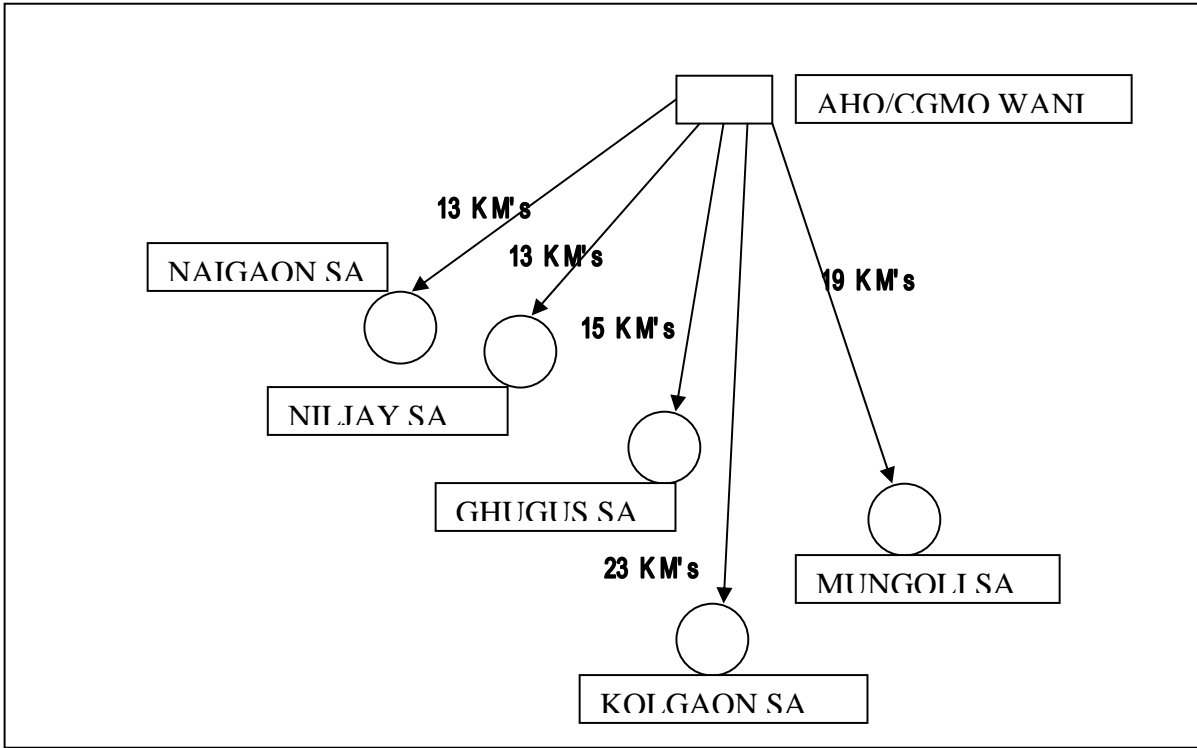 AHO/CGMO WANI
13 KM's
NAIGAON SA
13 KM's
19 KM's
15 KM's
NILJAY SA
GHUGUS SA
23 KM's
MUNGOLI SA
KOLGAON SA